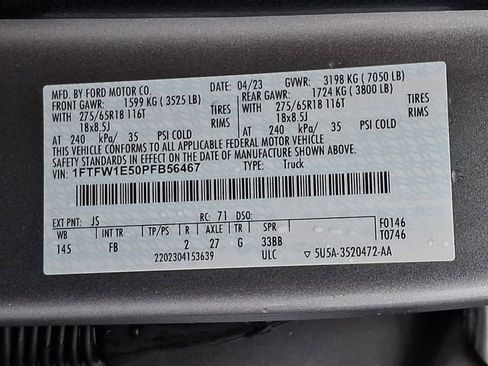 MFD. BY FORD MOTOR CO. DATE: 04/23 GVWR: 3198 KG (7050 LB)
FRONT GAWR: 1599 KG (3525 LB) REAR GAWR: 1724 KG (3800 LB)
WITH 275/65R18 116T TIRES WITH 275/65R18 116T TIRES
18x8.5J RIMS 18x8.5J RIMS
AT 240 kPa/ 35 PSI COLD AT 240 kPa/ 35 PSI COLD
THIS VEHICLE CONFORMS TO ALL APPLICABLE FEDERAL MOTOR VEHICLE
SAFETY STANDARDS IN EFFECT ON THE DATE OF MANUFACTURE SHOWN ABOVE.
VIN: 1FTFW1E50PFB56467 TYPE: Truck
EXT PNT: JS RC: 71 DSO: F0146
WB INT TR TP/PS R AXLE TR SPR T0746
145 FB 2 27 G 33BB
2202304153639 ULC ▽ 5U5A-3520472-AA